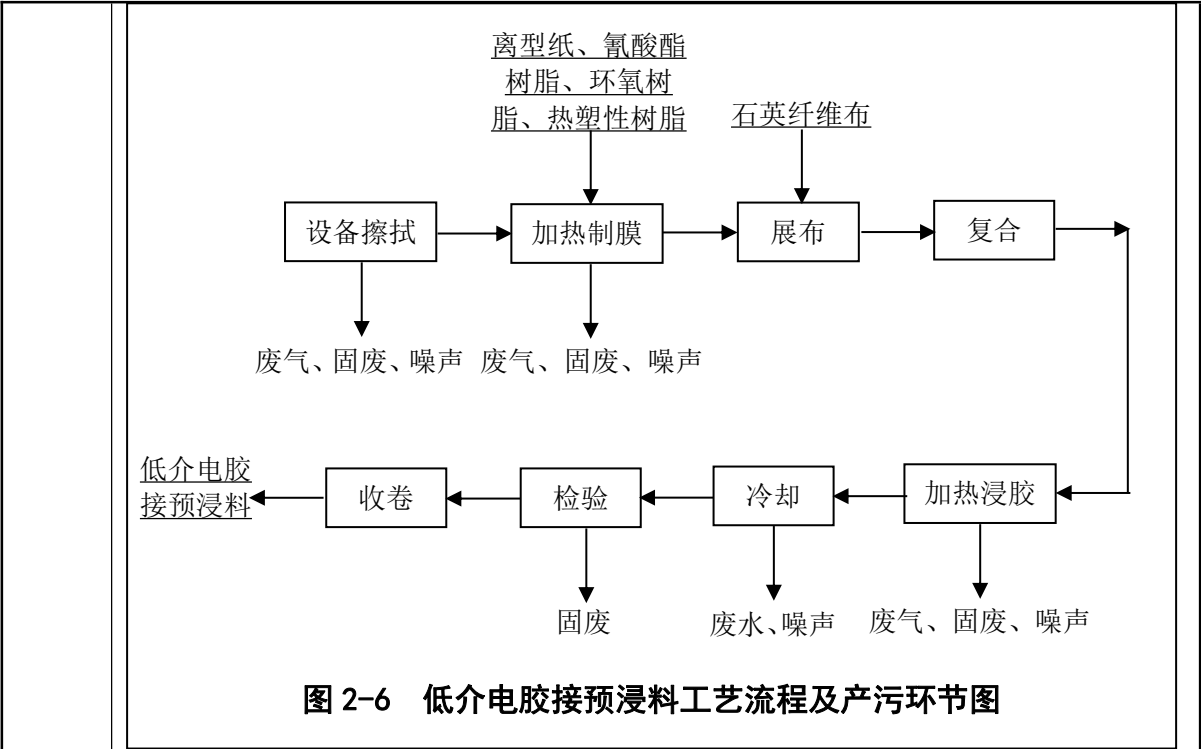 离型纸、氰酸酯
树脂、环氧树
脂、热塑性树脂
石英纤维布
设备擦拭
加热制膜
展布
复合
废气、固废、噪声
废气、固废、噪声
低介电胶
接预浸料
收卷
检验
冷却
加热浸胶
固废
废水、噪声
废气、固废、噪声
图 2-6 低介电胶接预浸料工艺流程及产污环节图